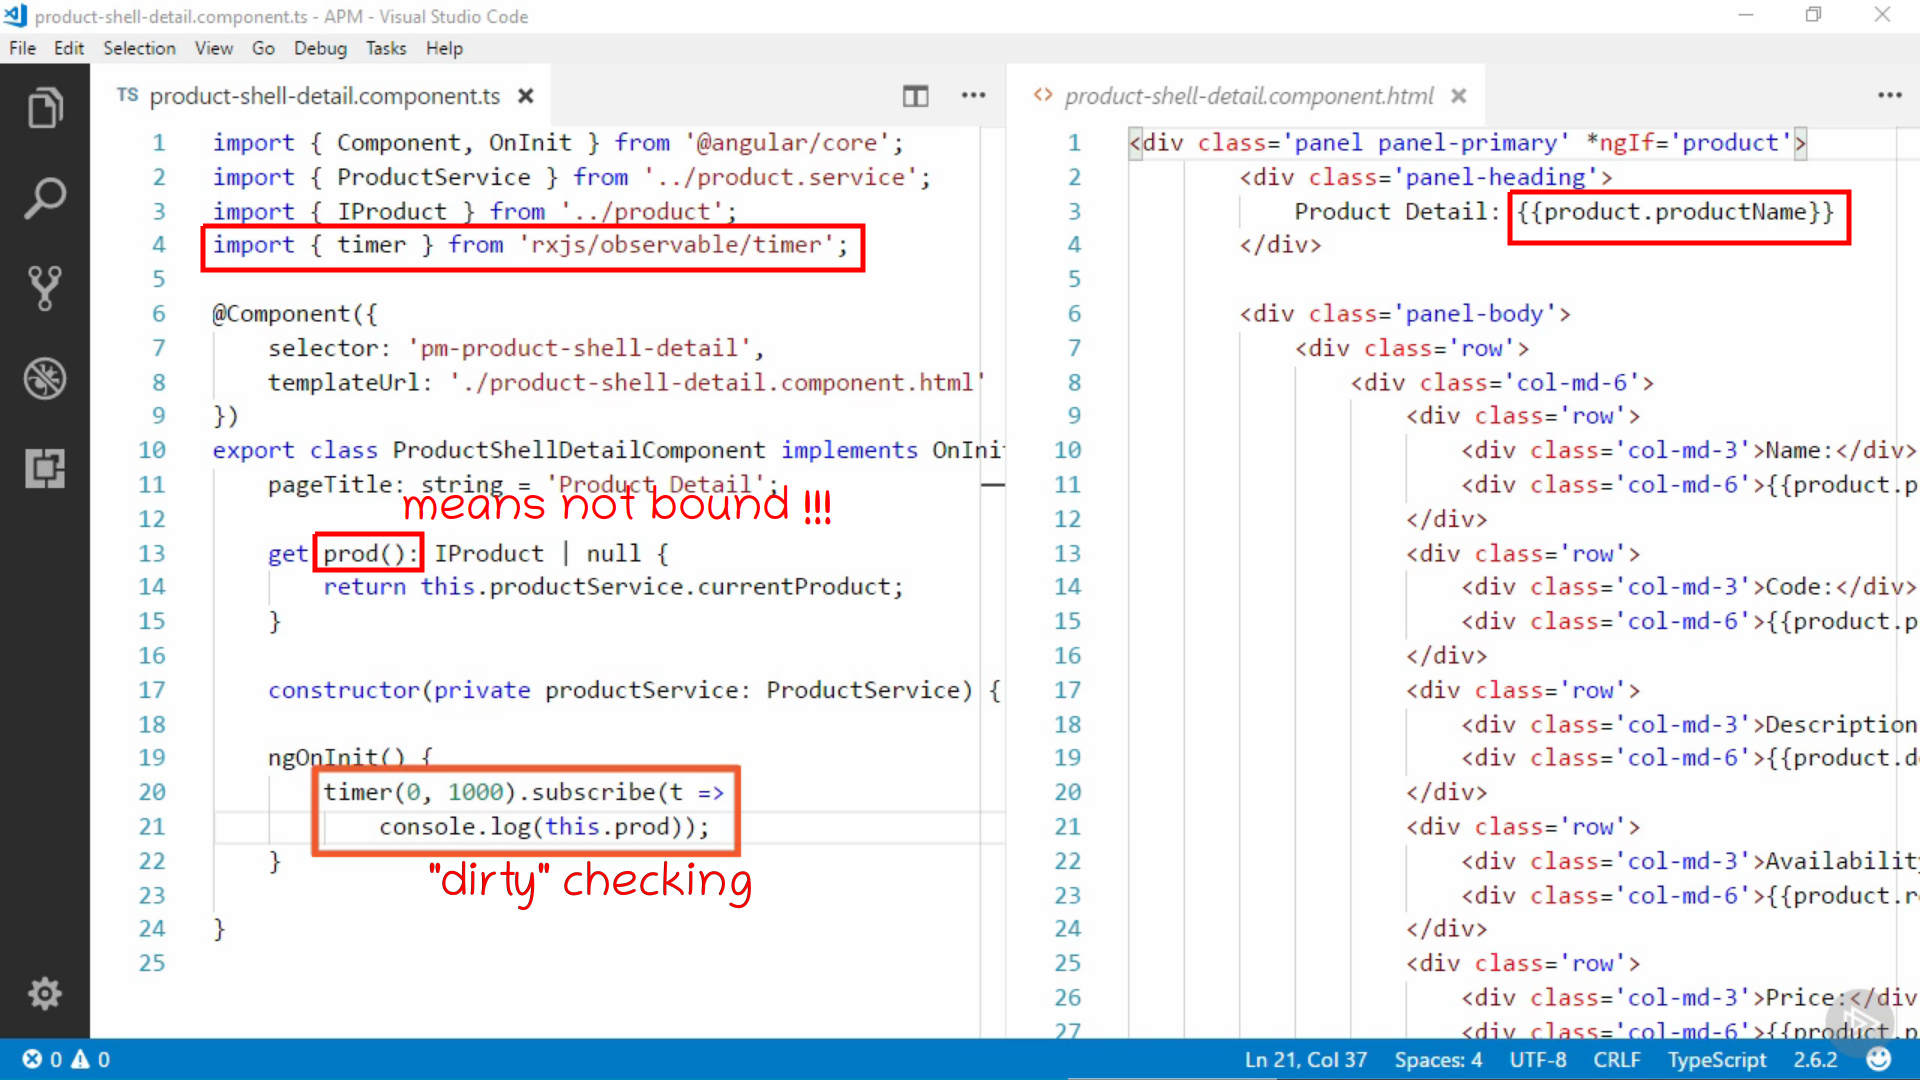 product-shell-detail.component.ts - APM - Visual Studio Code
File Edit Selection View Go Debug Tasks Help
TS product-shell-detail.component.ts
1 import { Component, OnInit } from '@angular/core';
2 import { ProductService } from '../product.service';
3 import { IProduct } from '../product';
4 import { timer } from 'rxjs/observable/timer';
5
6 @Component({
7 selector: 'pm-product-shell-detail',
8 templateUrl: './product-shell-detail.component.html'
9 })
10 export class ProductShellDetailComponent implements OnInit
11 pageTitle: string = 'Product Detail';
means not bound !!!
12
13 get prod(): IProduct | null {
14 return this.productService.currentProduct;
15 }
16
17 constructor(private productService: ProductService) {
18
19 ngOnInit() {
20 timer(0, 1000).subscribe(t =>
21 console.log(this.prod));
22 }
"dirty" checking
23
24 }
25
<> product-shell-detail.component.html
1 <div class='panel panel-primary' *ngIf='product'>
2 <div class='panel-heading'>
3 Product Detail: {{product.productName}}
4 </div>
5
6 <div class='panel-body'>
7 <div class='row'>
8 <div class='col-md-6'>
9 <div class='row'>
10 <div class='col-md-3'>Name:</div>
11 <div class='col-md-6'>{{product.p
12 </div>
13 <div class='row'>
14 <div class='col-md-3'>Code:</div>
15 <div class='col-md-6'>{{product.p
16 </div>
17 <div class='row'>
18 <div class='col-md-3'>Description
19 <div class='col-md-6'>{{product.de
20 </div>
21 <div class='row'>
22 <div class='col-md-3'>Availability
23 <div class='col-md-6'>{{product.re
24 </div>
25 <div class='row'>
26 <div class='col-md-3'>Price:</div
27 <div class='col-md-6'>{{product.p
0 0
Ln 21, Col 37 Spaces: 4 UTF-8 CRLF TypeScript 2.6.2